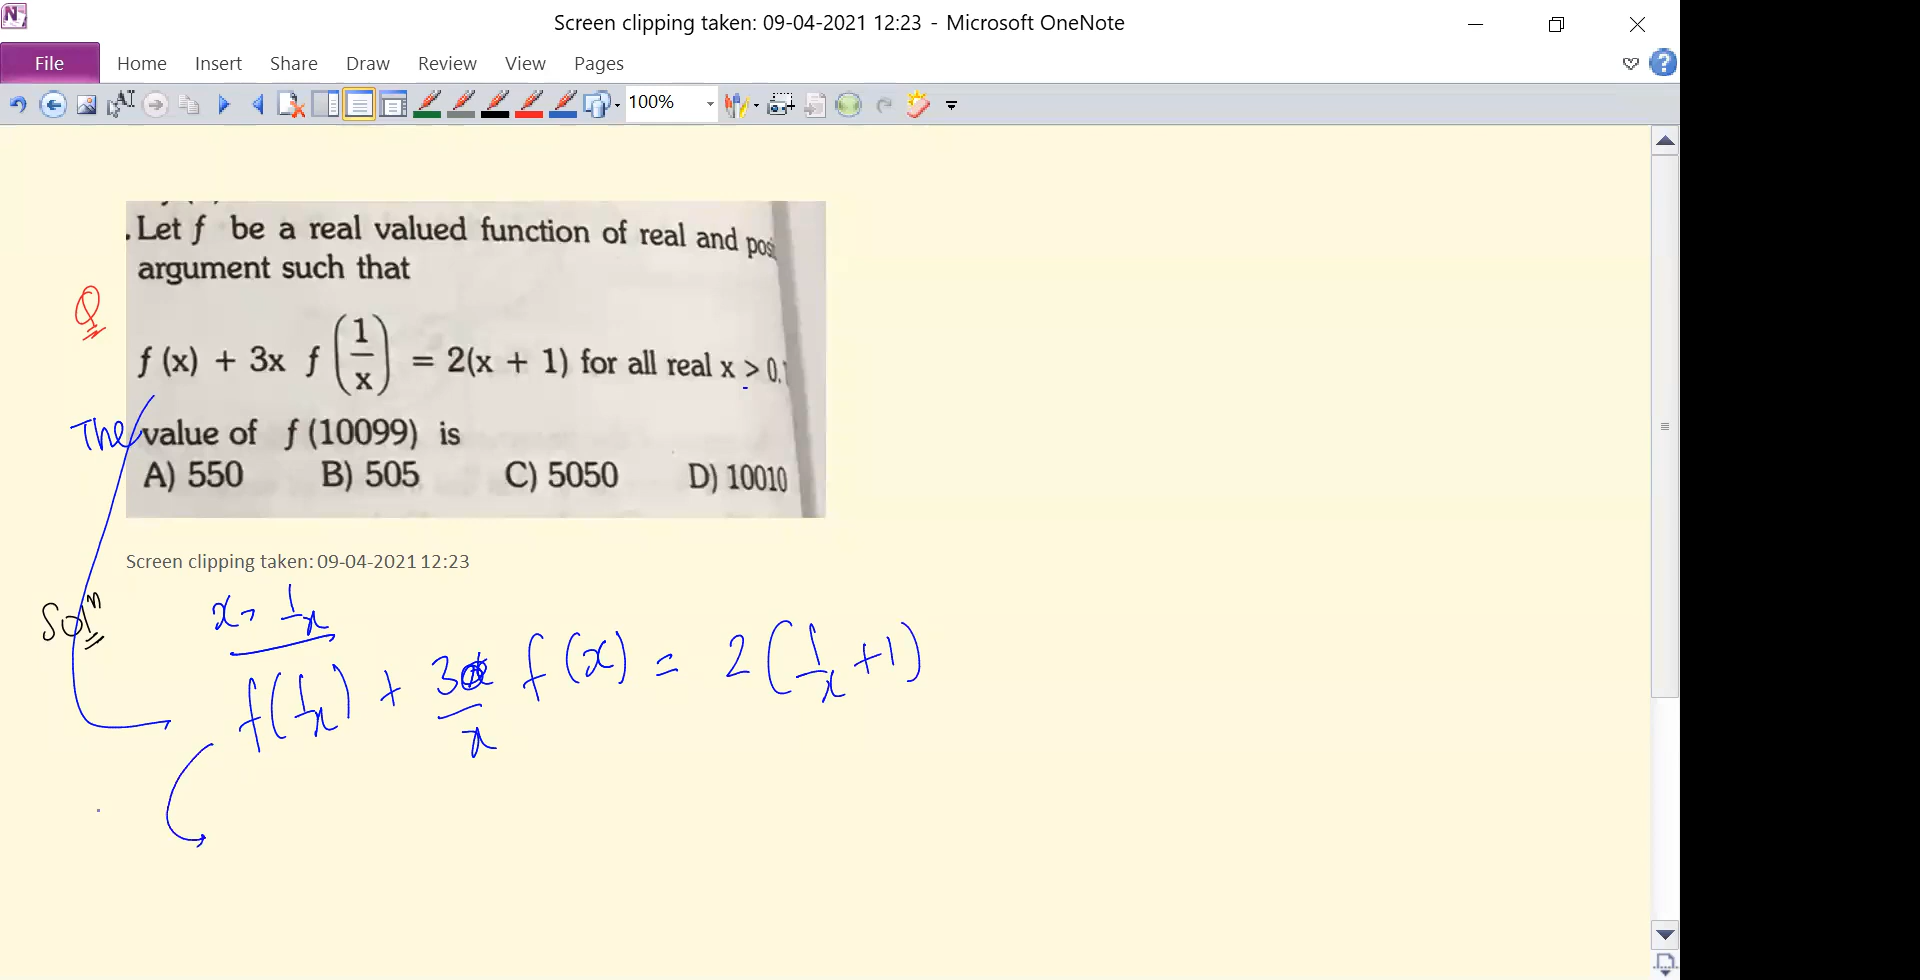 Screen clipping taken: 09-04-2021 12:23 - Microsoft OneNote
File Home Insert Share Draw Review View Pages
100%
. Let f be a real valued function of real and posi
argument such that
Q
f (x) + 3x f (1/x) = 2(x + 1) for all real x > 0.
The value of f (10099) is
A) 550 B) 505 C) 5050 D) 10010
Screen clipping taken: 09-04-2021 12:23
Solⁿ
x → 1/x
f(1/x) + 3/x f(x) = 2(1/x + 1)